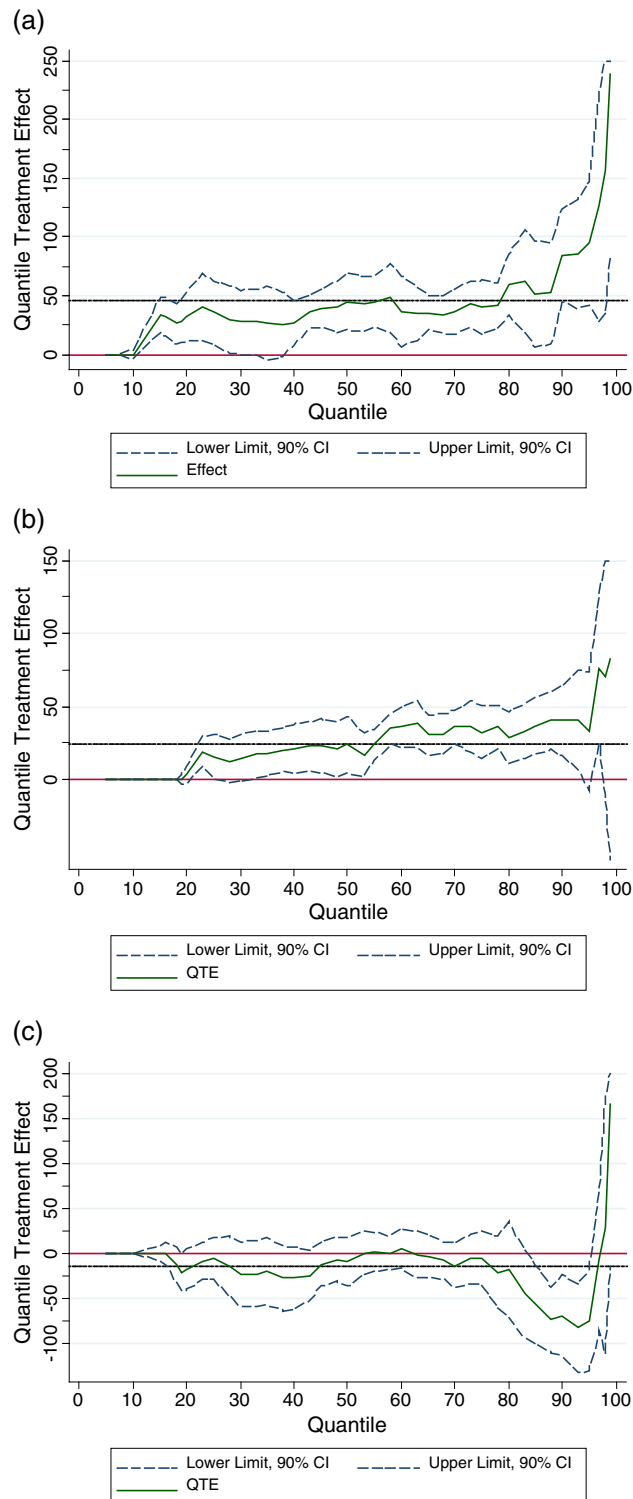 (a)
Quantile Treatment Effect
250
200
150
100
50
0
0 10 20 30 40 50 60 70 80 90 100
Quantile
Lower Limit, 90% CI Upper Limit, 90% CI
Effect
(b)
Quantile Treatment Effect
150
100
50
0
0 10 20 30 40 50 60 70 80 90 100
Quantile
Lower Limit, 90% CI Upper Limit, 90% CI
QTE
(c)
Quantile Treatment Effect
200
150
100
50
0
-50
-100
0 10 20 30 40 50 60 70 80 90 100
Quantile
Lower Limit, 90% CI Upper Limit, 90% CI
QTE